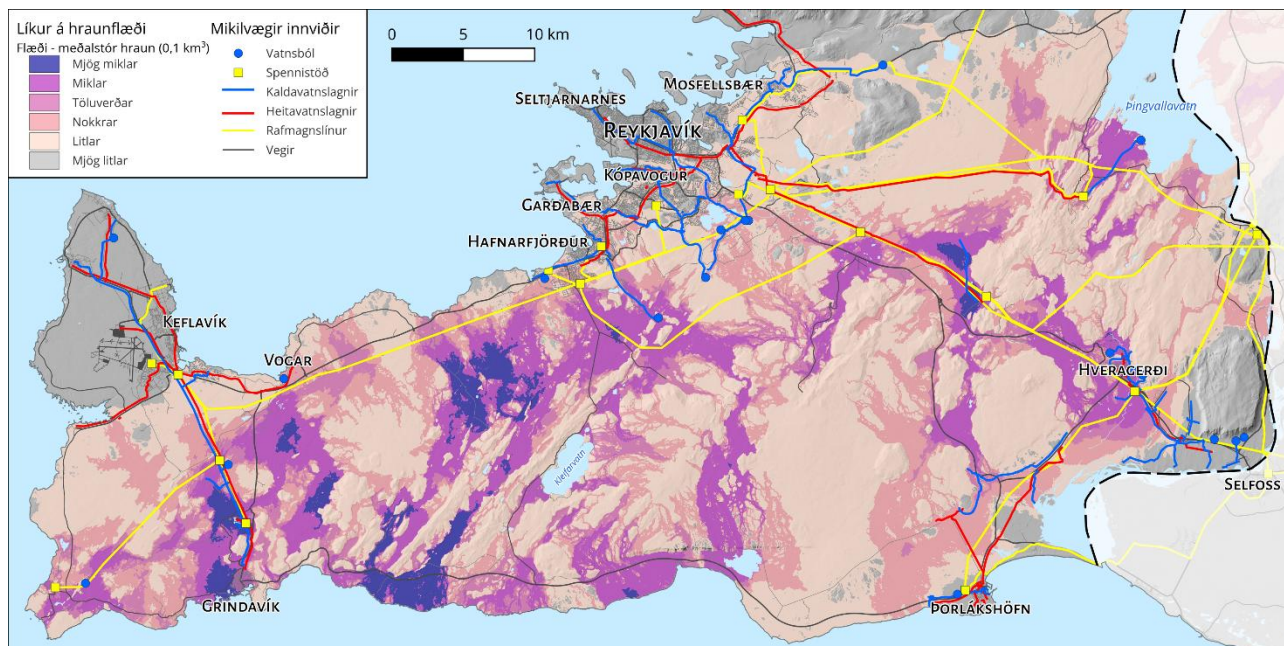 Líkur á hraunflæði
Flæði - meðalstór hraun (0,1 km³)
Mjög miklar
Miklar
Töluverðar
Nokkrar
Litlar
Mjög litlar
Mikilvægir innviðir
Vatnsból
Spennistöð
Kaldavatnslagnir
Heitavatnslagnir
Rafmagnslínur
Vegir
0 5 10 km
Mosfellsbær
Seltjarnarnes
Reykjavík
Þingvallavatn
Kópavogur
Garðabær
Hafnarfjörður
Keflavík
Vogar
Hveragerði
Kleifarvatn
Selfoss
Grindavík
Þorlákshöfn